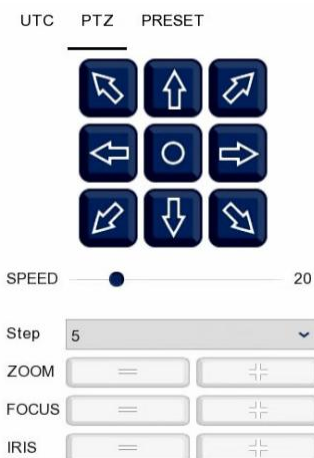 UTC PTZ PRESET
SPEED 20
Step 5
ZOOM
FOCUS
IRIS